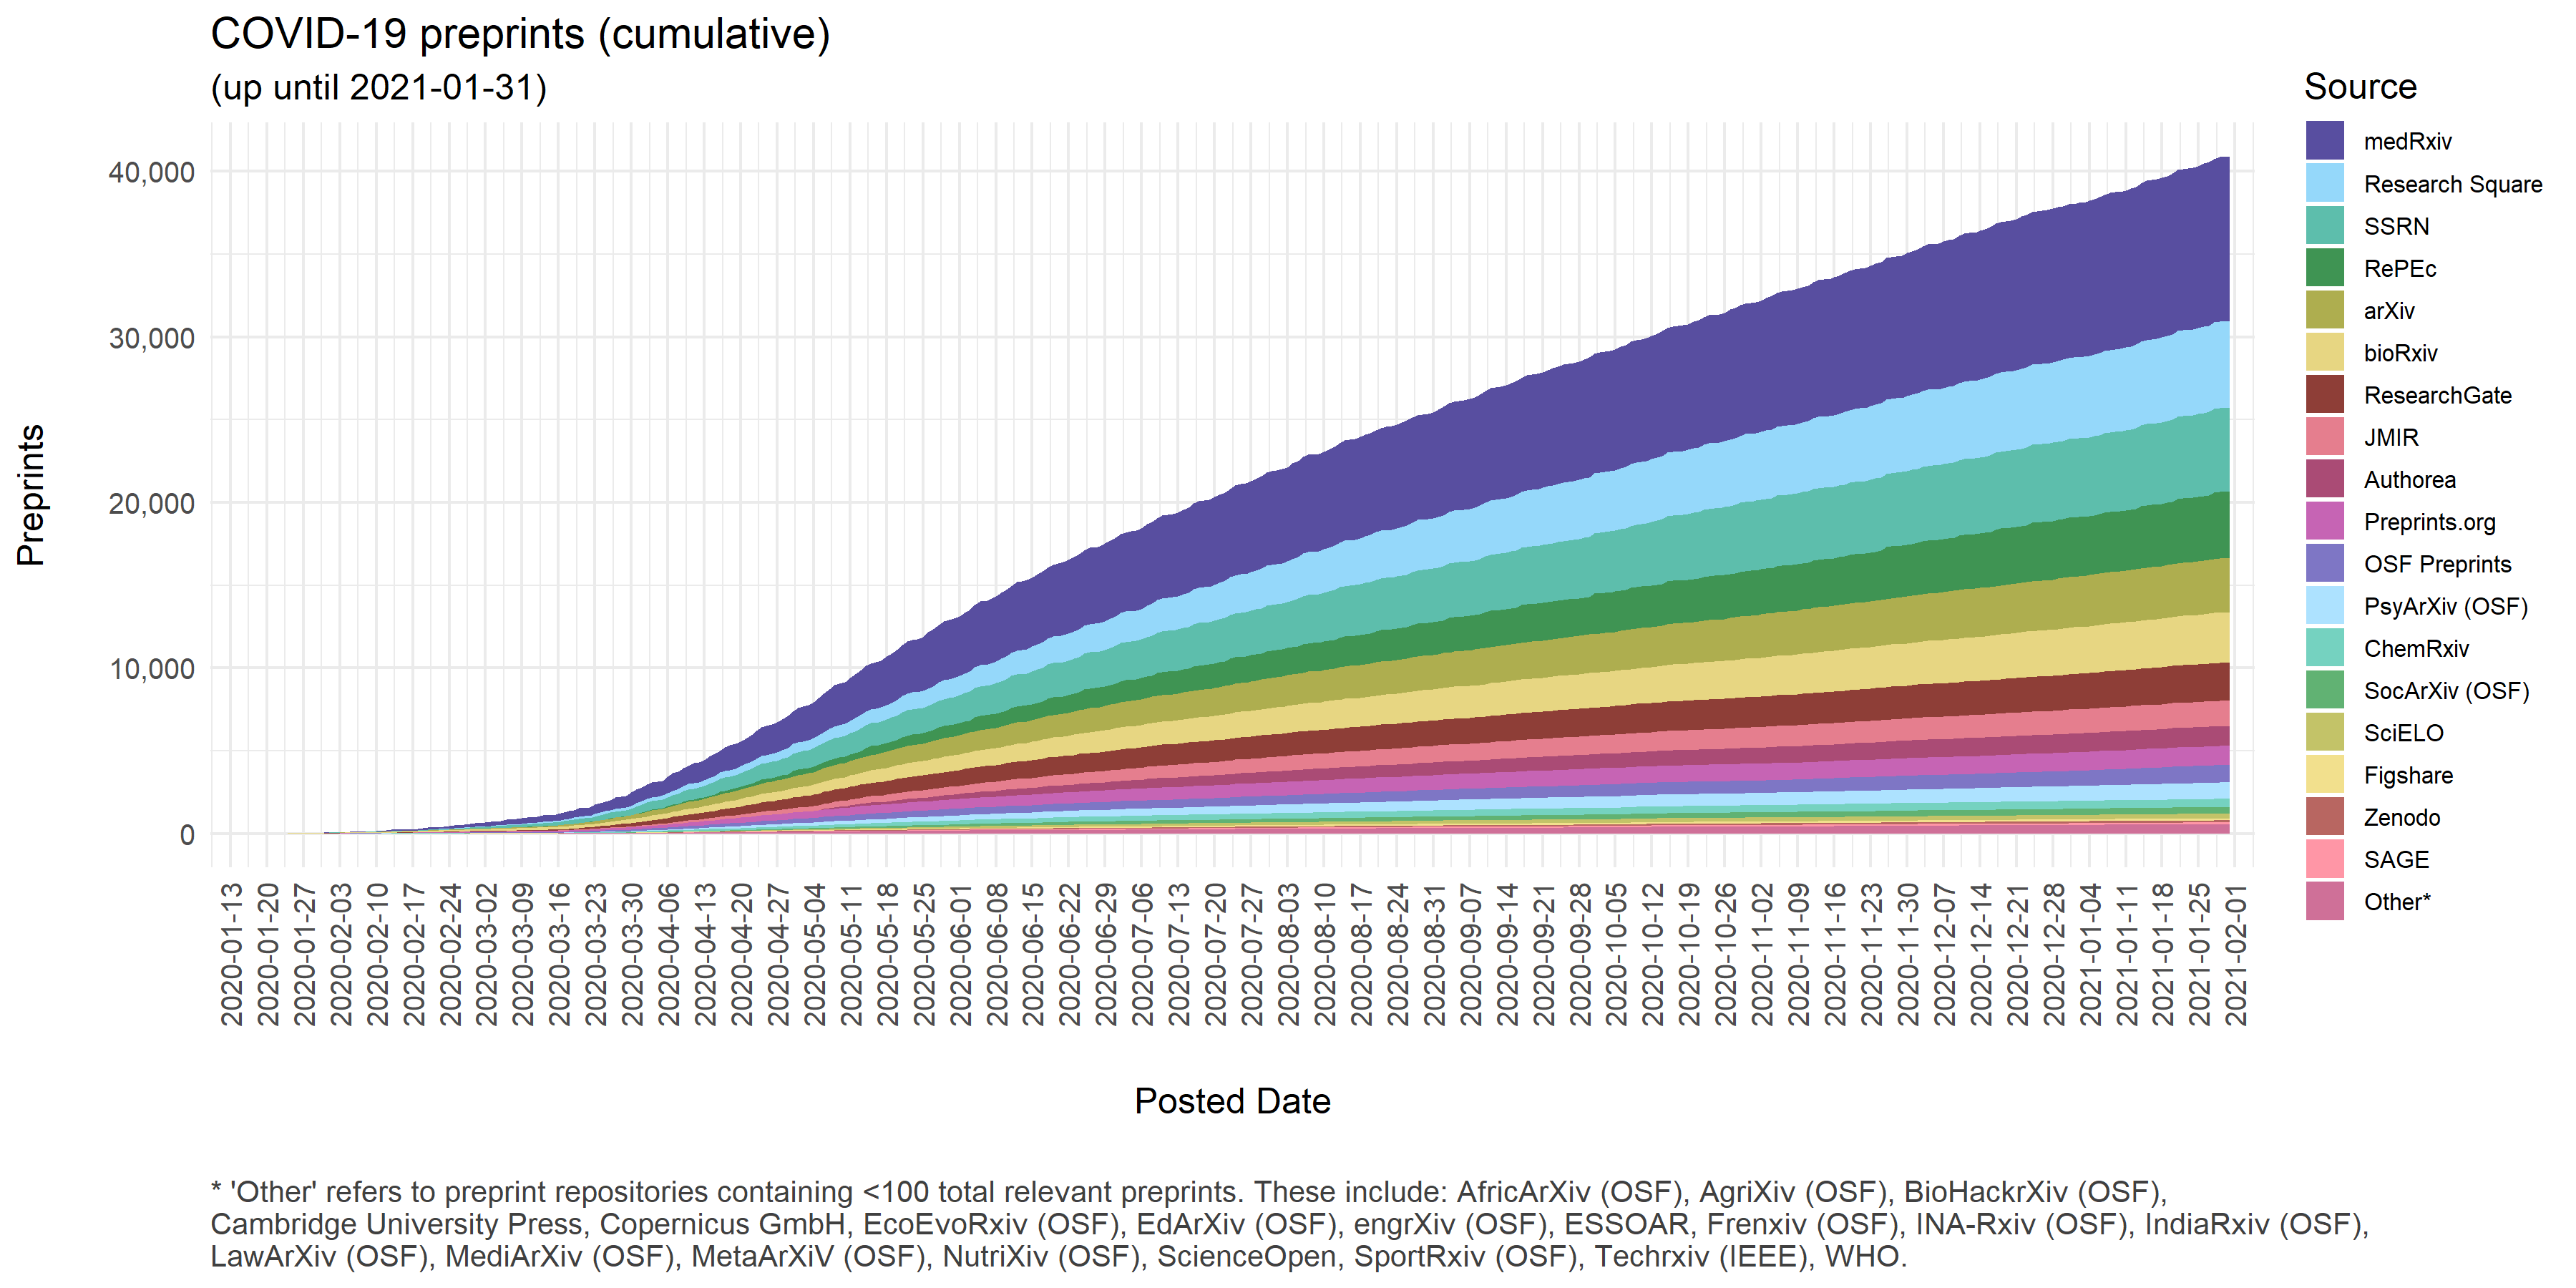 COVID-19 preprints (cumulative)
(up until 2021-01-31)
Preprints
40,000
30,000
20,000
10,000
0
2020-01-13
2020-01-20
2020-01-27
2020-02-03
2020-02-10
2020-02-17
2020-02-24
2020-03-02
2020-03-09
2020-03-16
2020-03-23
2020-03-30
2020-04-06
2020-04-13
2020-04-20
2020-04-27
2020-05-04
2020-05-11
2020-05-18
2020-05-25
2020-06-01
2020-06-08
2020-06-15
2020-06-22
2020-06-29
2020-07-06
2020-07-13
2020-07-20
2020-07-27
2020-08-03
2020-08-10
2020-08-17
2020-08-24
2020-08-31
2020-09-07
2020-09-14
2020-09-21
2020-09-28
2020-10-05
2020-10-12
2020-10-19
2020-10-26
2020-11-02
2020-11-09
2020-11-16
2020-11-23
2020-11-30
2020-12-07
2020-12-14
2020-12-21
2020-12-28
2021-01-04
2021-01-11
2021-01-18
2021-01-25
2021-02-01
Posted Date
Source
medRxiv
Research Square
SSRN
RePEc
arXiv
bioRxiv
ResearchGate
JMIR
Authorea
Preprints.org
OSF Preprints
PsyArXiv (OSF)
ChemRxiv
SocArXiv (OSF)
SciELO
Figshare
Zenodo
SAGE
Other*
* 'Other' refers to preprint repositories containing <100 total relevant preprints. These include: AfricArXiv (OSF), AgriXiv (OSF), BioHackrXiv (OSF),
Cambridge University Press, Copernicus GmbH, EcoEvoRxiv (OSF), EdArXiv (OSF), engrXiv (OSF), ESSOAR, Frenxiv (OSF), INA-Rxiv (OSF), IndiaRxiv (OSF),
LawArXiv (OSF), MediArXiv (OSF), MetaArXiV (OSF), NutriXiv (OSF), ScienceOpen, SportRxiv (OSF), Techrxiv (IEEE), WHO.